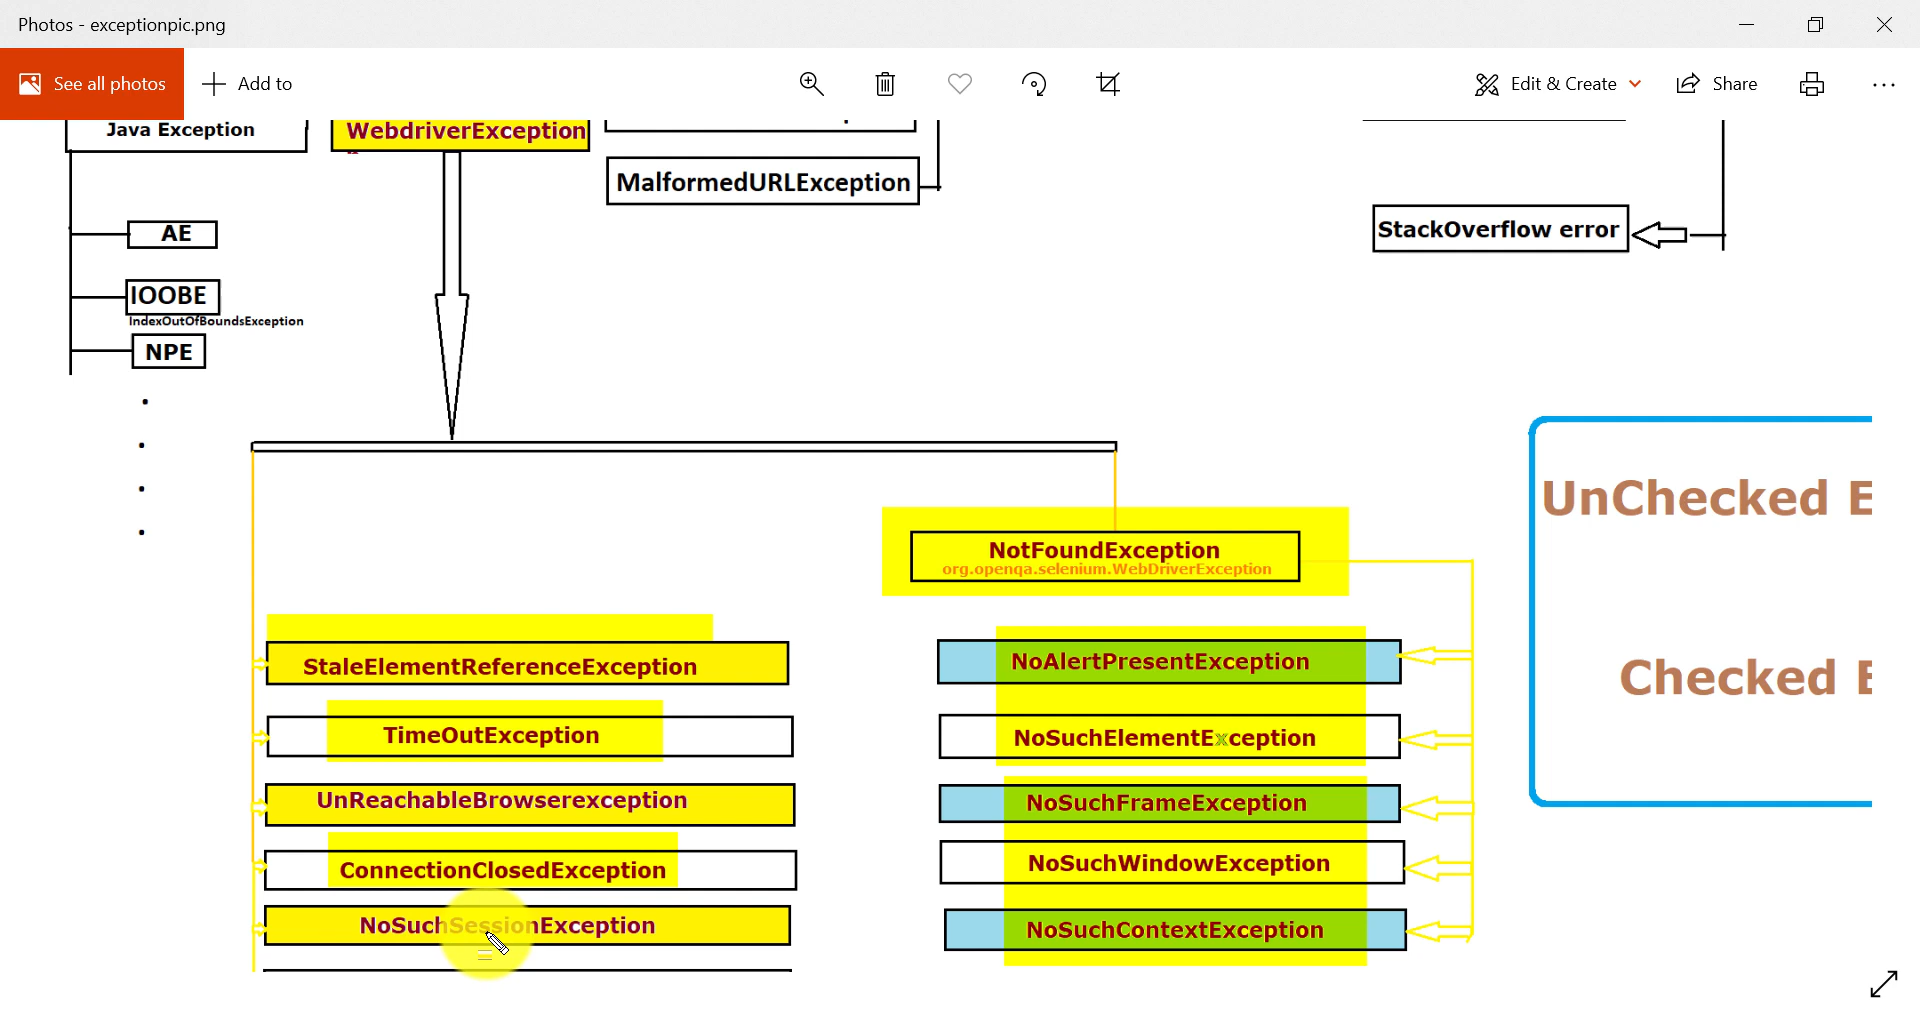 Photos - exceptionpic.png
See all photos
Add to
Edit & Create
Share
Java Exception
WebdriverException
MalformedURLException
StackOverflow error
AE
IOOBE
IndexOutOfBoundsException
NPE
UnChecked E
Checked E
NotFoundException
org.openqa.selenium.WebDriverException
StaleElementReferenceException
NoAlertPresentException
TimeOutException
NoSuchElementException
UnReachableBrowserexception
NoSuchFrameException
ConnectionClosedException
NoSuchWindowException
NoSuchSessionException
NoSuchContextException